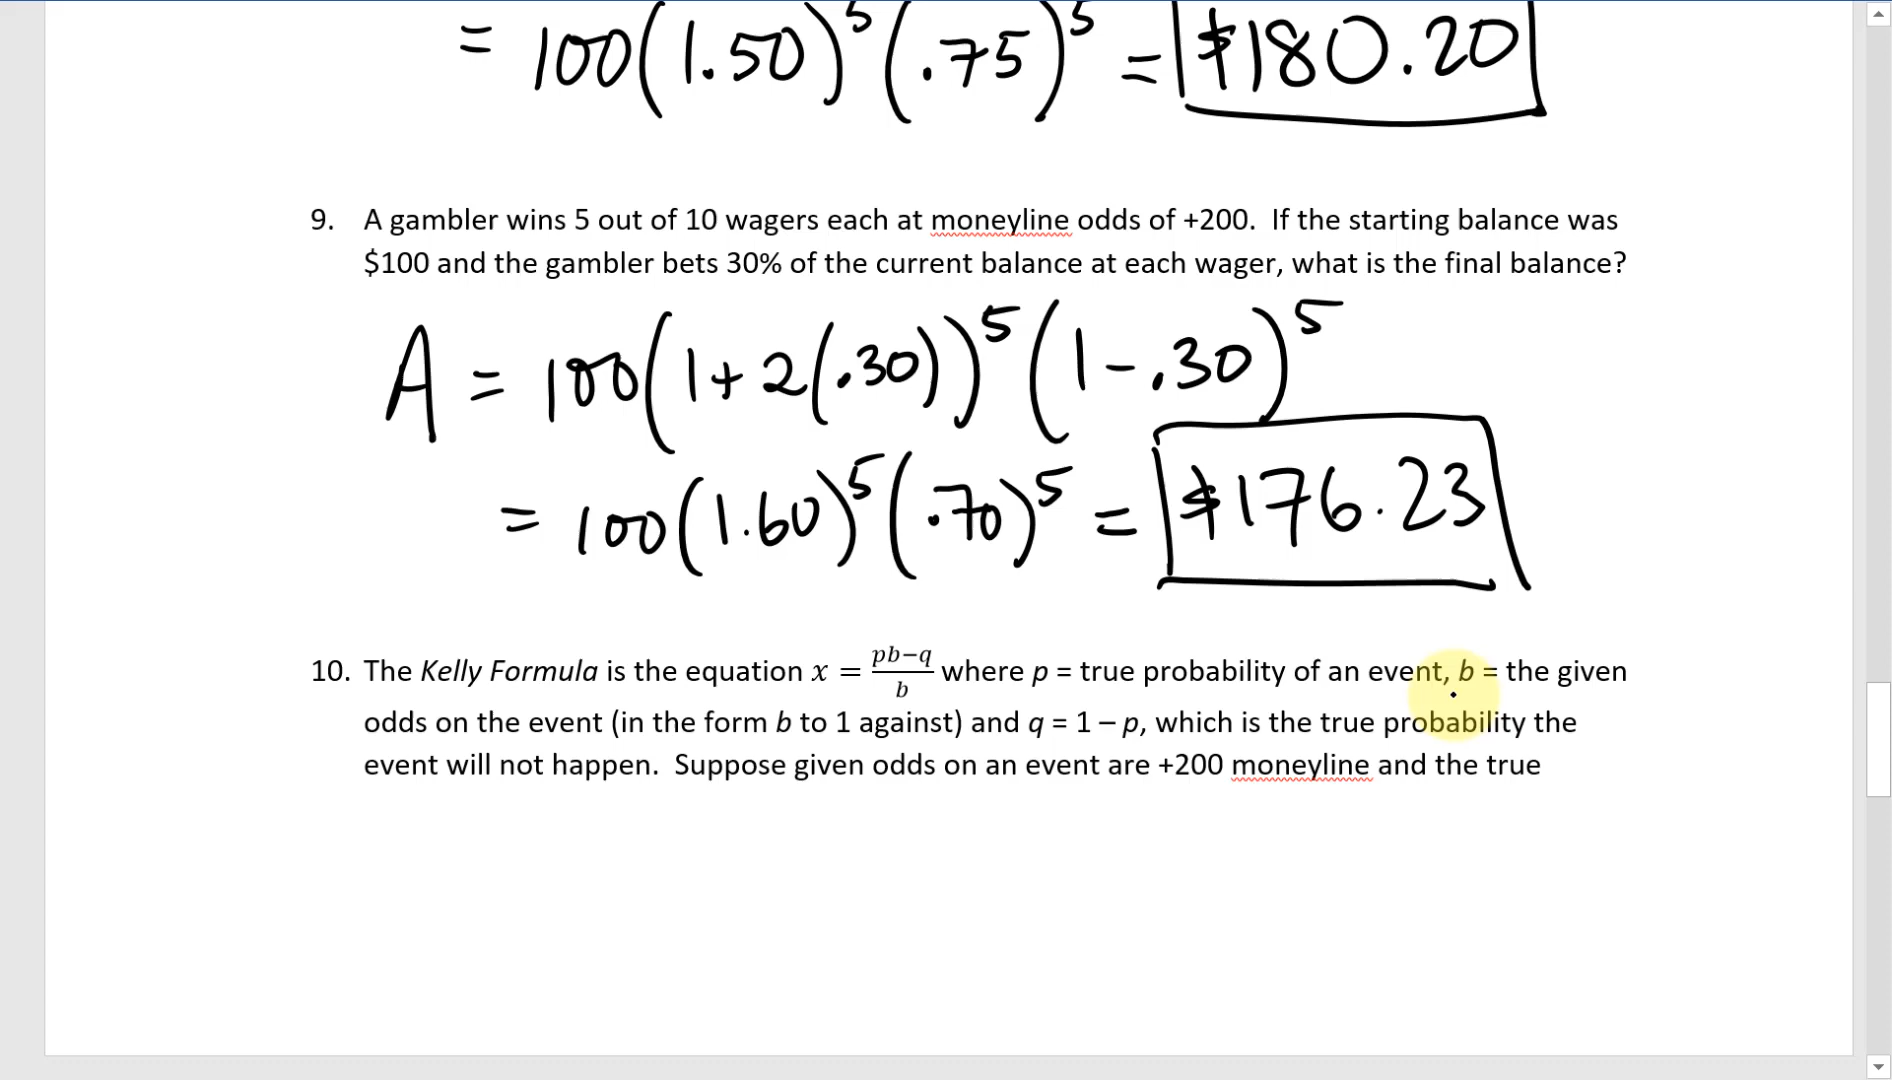 = 100(1.50)⁵(.75)⁵ = $180.20
9. A gambler wins 5 out of 10 wagers each at moneyline odds of +200. If the starting balance was
$100 and the gambler bets 30% of the current balance at each wager, what is the final balance?
A = 100(1+2(.30))⁵(1-.30)⁵
= 100(1.60)⁵(.70)⁵ = $176.23
10. The Kelly Formula is the equation x = (pb−q)/b where p = true probability of an event, b = the given
odds on the event (in the form b to 1 against) and q = 1 – p, which is the true probability the
event will not happen. Suppose given odds on an event are +200 moneyline and the true